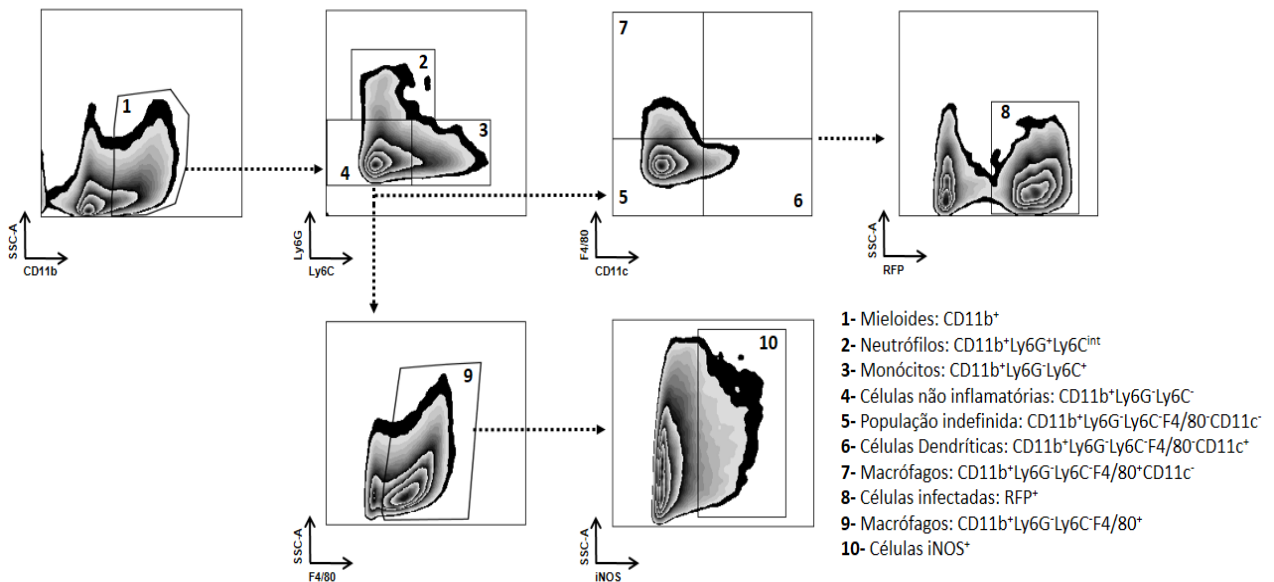 1
SSC-A
CD11b
2
3
4
Ly6G
Ly6C
7
5
6
F4/80
CD11c
8
SSC-A
RFP
9
SSC-A
F4/80
10
SSC-A
iNOS
1- Mieloides: CD11b⁺
2- Neutrófilos: CD11b⁺Ly6G⁺Ly6Cⁱⁿᵗ
3- Monócitos: CD11b⁺Ly6G⁻Ly6C⁺
4- Células não inflamatórias: CD11b⁺Ly6G⁻Ly6C⁻
5- População indefinida: CD11b⁺Ly6G⁻Ly6C⁻F4/80⁻CD11c⁻
6- Células Dendríticas: CD11b⁺Ly6G⁻Ly6C⁻F4/80⁻CD11c⁺
7- Macrófagos: CD11b⁺Ly6G⁻Ly6C⁻F4/80⁺CD11c⁻
8- Células infectadas: RFP⁺
9- Macrófagos: CD11b⁺Ly6G⁻Ly6C⁻F4/80⁺
10- Células iNOS⁺